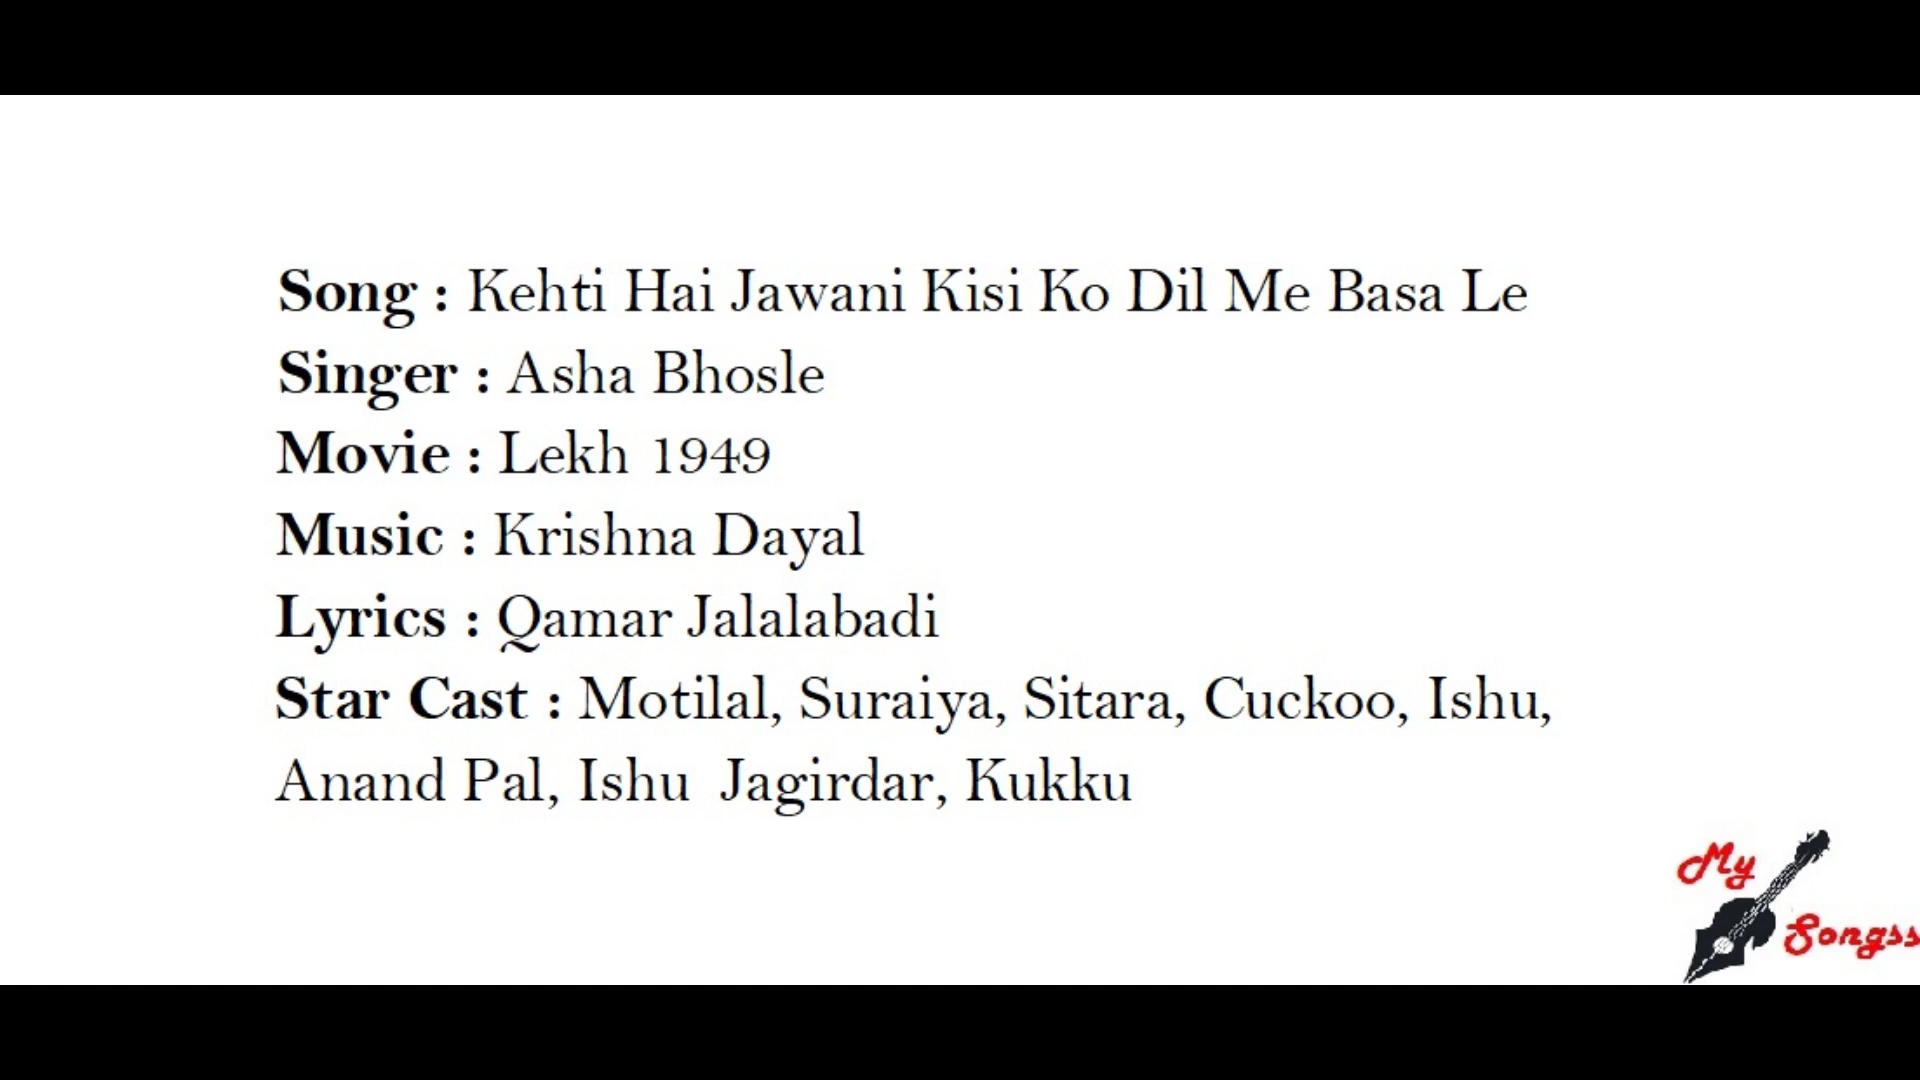 Song : Kehti Hai Jawani Kisi Ko Dil Me Basa Le
Singer : Asha Bhosle
Movie : Lekh 1949
Music : Krishna Dayal
Lyrics : Qamar Jalalabadi
Star Cast : Motilal, Suraiya, Sitara, Cuckoo, Ishu,
Anand Pal, Ishu  Jagirdar, Kukku
My
Songss